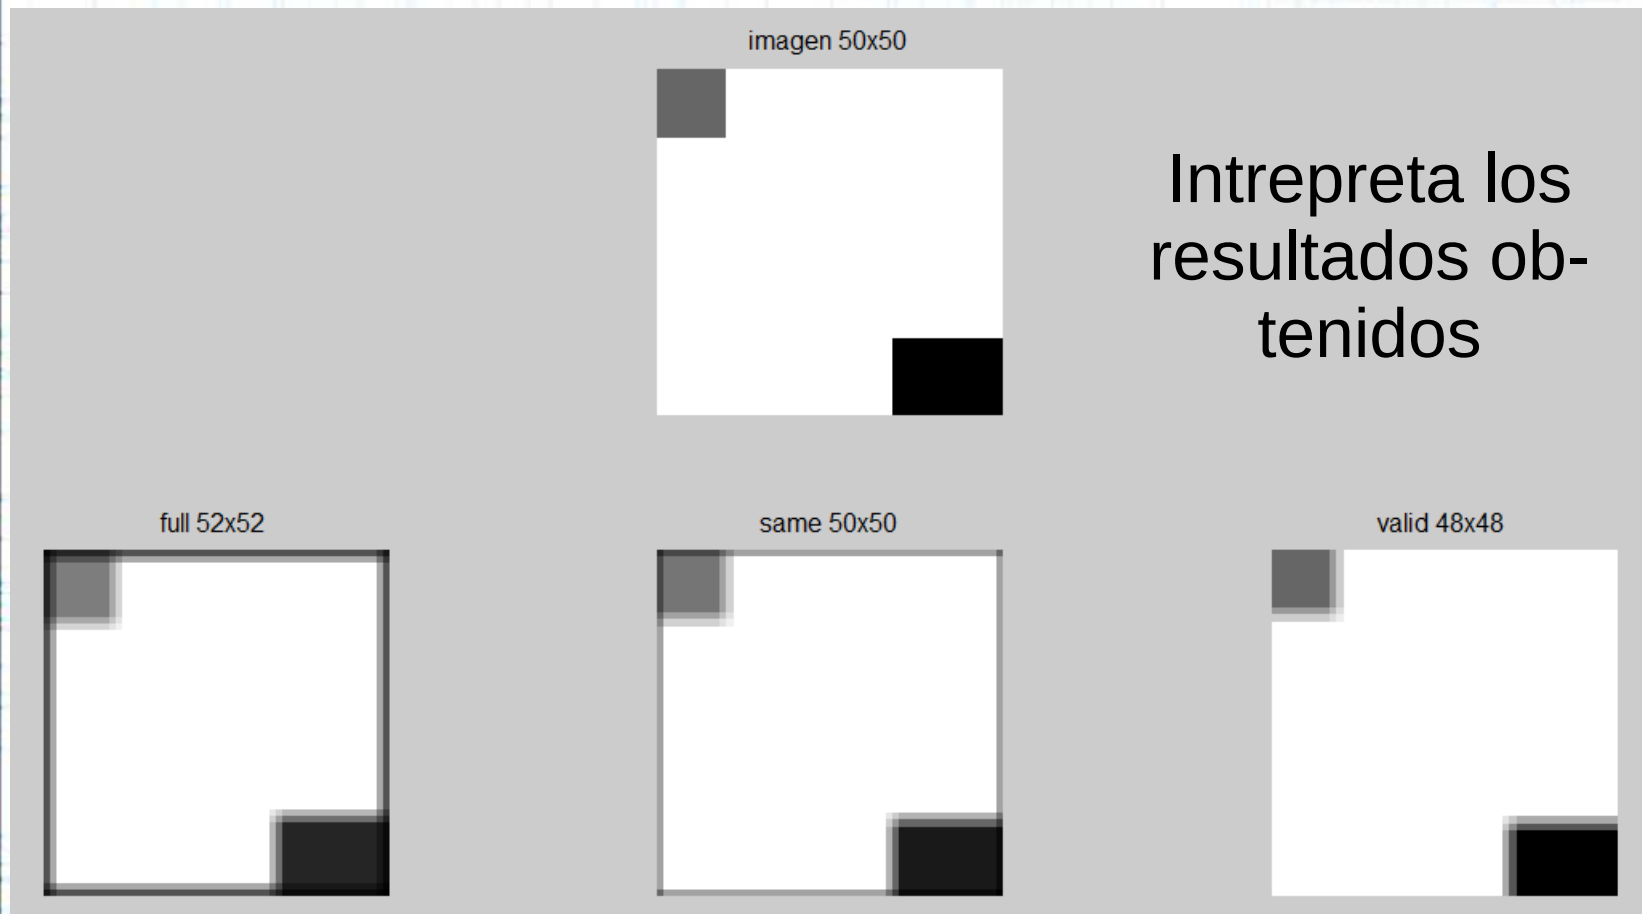 imagen 50x50
Intrepreta los
resultados ob-
tenidos
full 52x52
same 50x50
valid 48x48